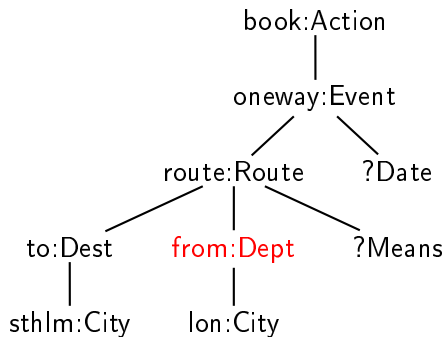 book:Action
oneway:Event
route:Route ?Date
to:Dest from:Dept ?Means
sthlm:City lon:City